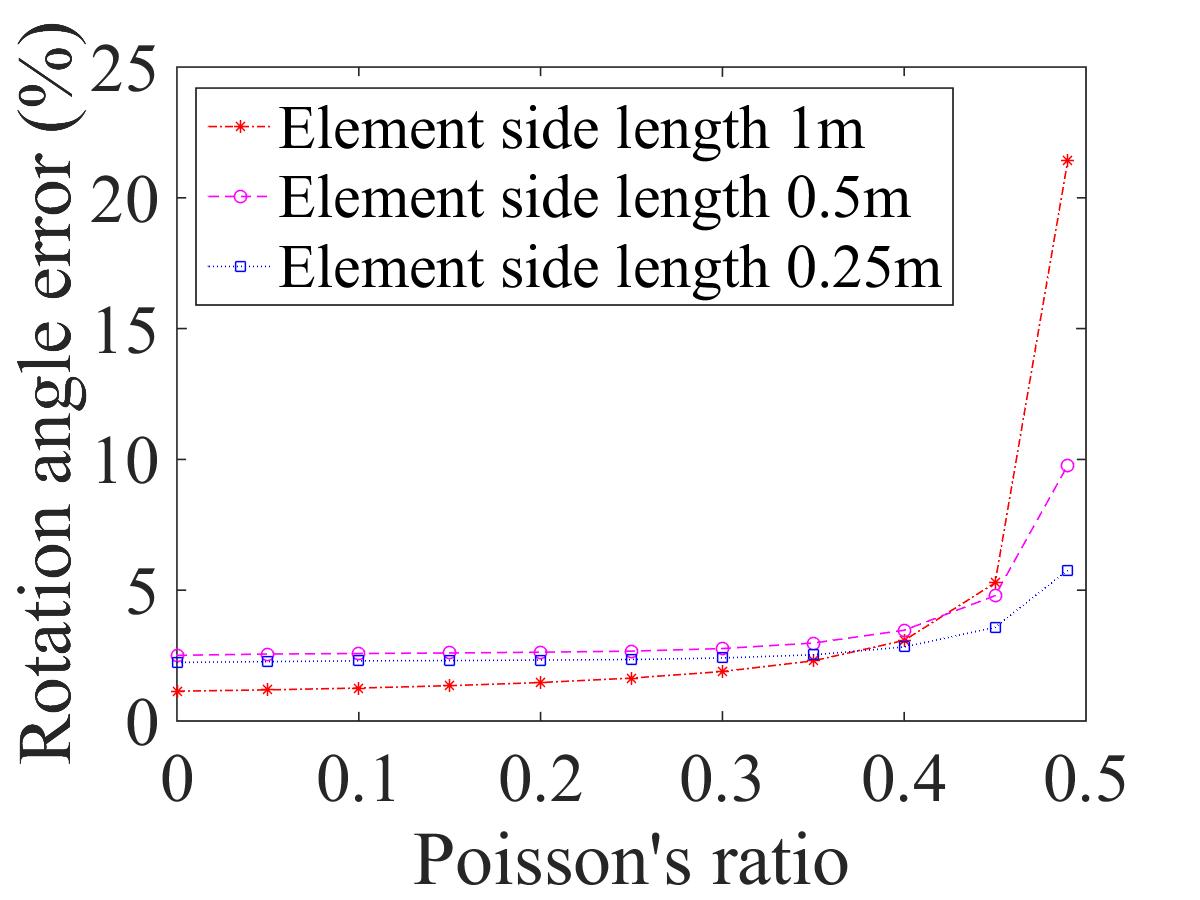 Rotation angle error (%)
25
20
15
10
5
0
Element side length 1m
Element side length 0.5m
Element side length 0.25m
0 0.1 0.2 0.3 0.4 0.5
Poisson's ratio